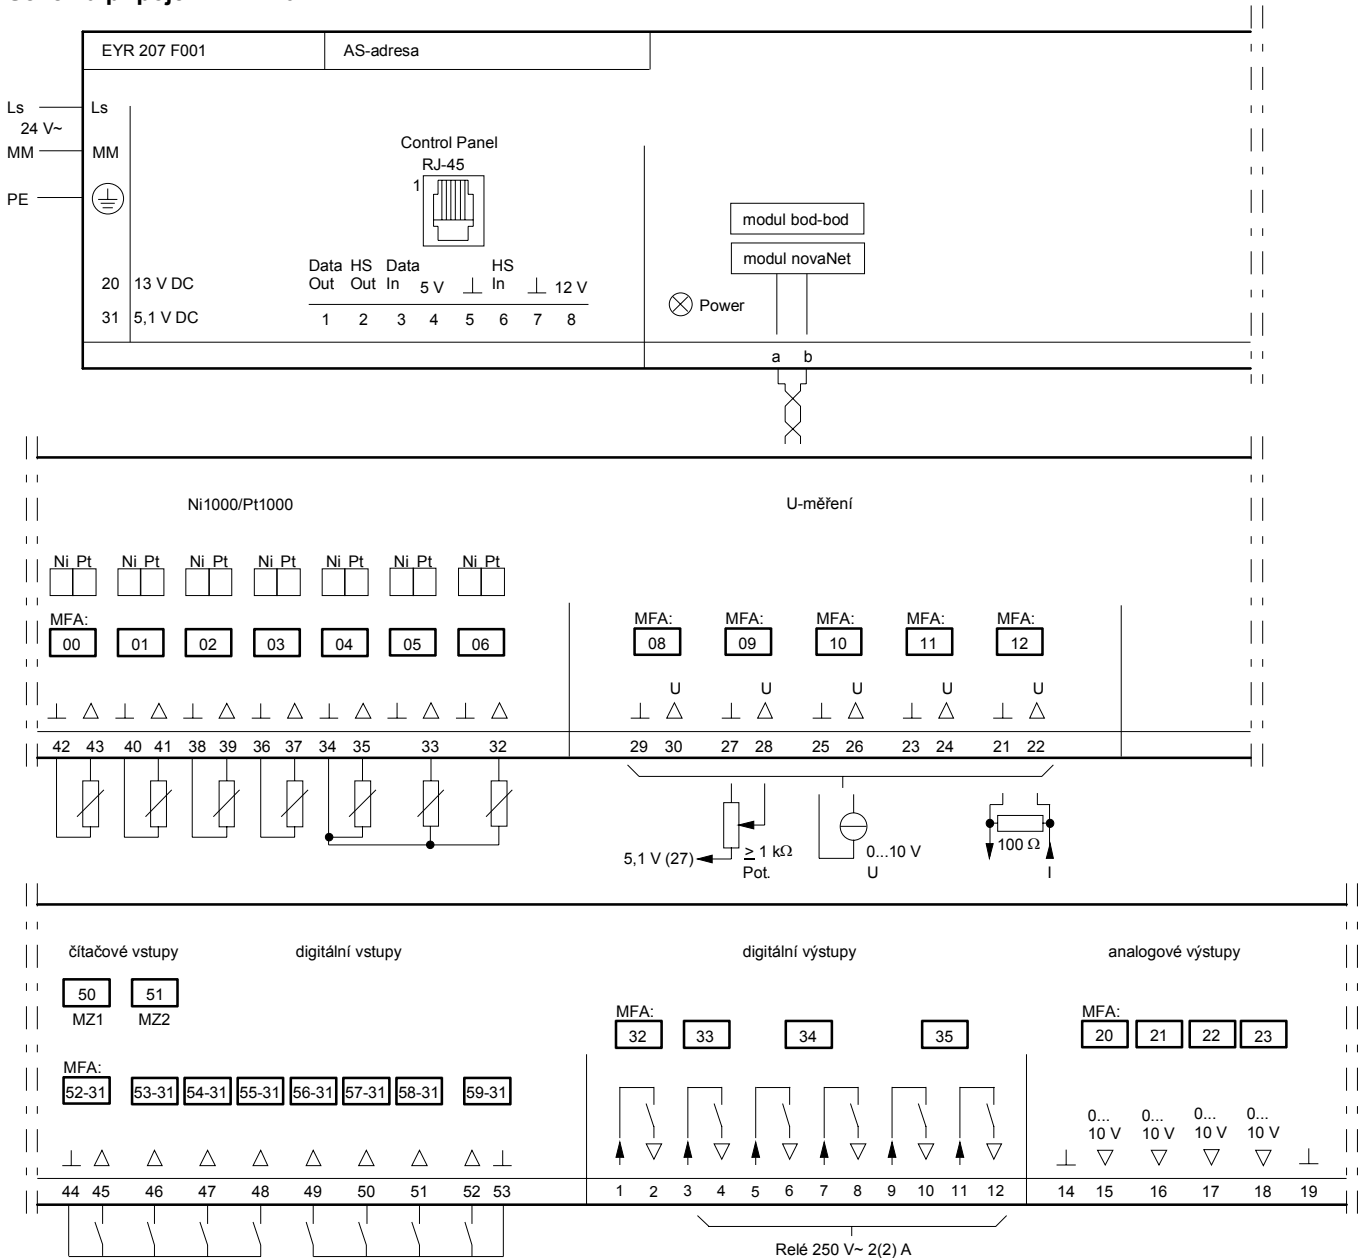 EYR 207 F001 AS-adresa
Ls Ls
24 V~
MM MM
PE
Control Panel
RJ-45
1
modul bod-bod
modul novaNet
Data HS Data HS
Out Out In 5 V In 12 V
20 13 V DC
31 5,1 V DC
1 2 3 4 5 6 7 8
Power
a b
Ni1000/Pt1000 U-měření
Ni Pt Ni Pt Ni Pt Ni Pt Ni Pt Ni Pt Ni Pt
MFA: MFA: MFA: MFA: MFA: MFA:
00 01 02 03 04 05 06 08 09 10 11 12
U U U U U
42 43 40 41 38 39 36 37 34 35 33 32 29 30 27 28 25 26 23 24 21 22
5,1 V (27) ≥ 1 kΩ
Pot.
0...10 V
U
100 Ω
I
čítačové vstupy digitální vstupy digitální výstupy analogové výstupy
50 51
MZ1 MZ2
MFA: MFA:
32 33 34 35 20 21 22 23
MFA:
52-31 53-31 54-31 55-31 56-31 57-31 58-31 59-31
0... 0... 0... 0...
10 V 10 V 10 V 10 V
44 45 46 47 48 49 50 51 52 53 1 2 3 4 5 6 7 8 9 10 11 12 14 15 16 17 18 19
Relé 250 V~ 2(2) A